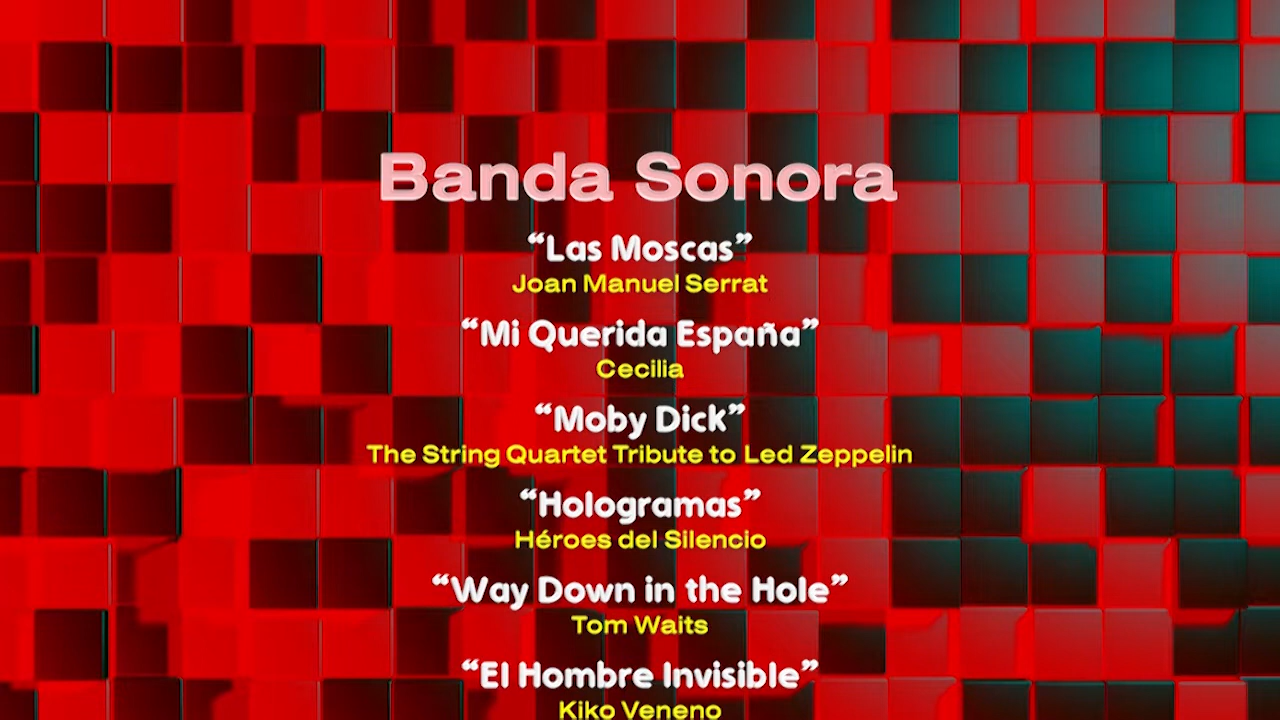 Banda Sonora
“Las Moscas”
Joan Manuel Serrat
“Mi Querida España”
Cecilia
“Moby Dick”
The String Quartet Tribute to Led Zeppelin
“Hologramas”
Héroes del Silencio
“Way Down in the Hole”
Tom Waits
“El Hombre Invisible”
Kiko Veneno